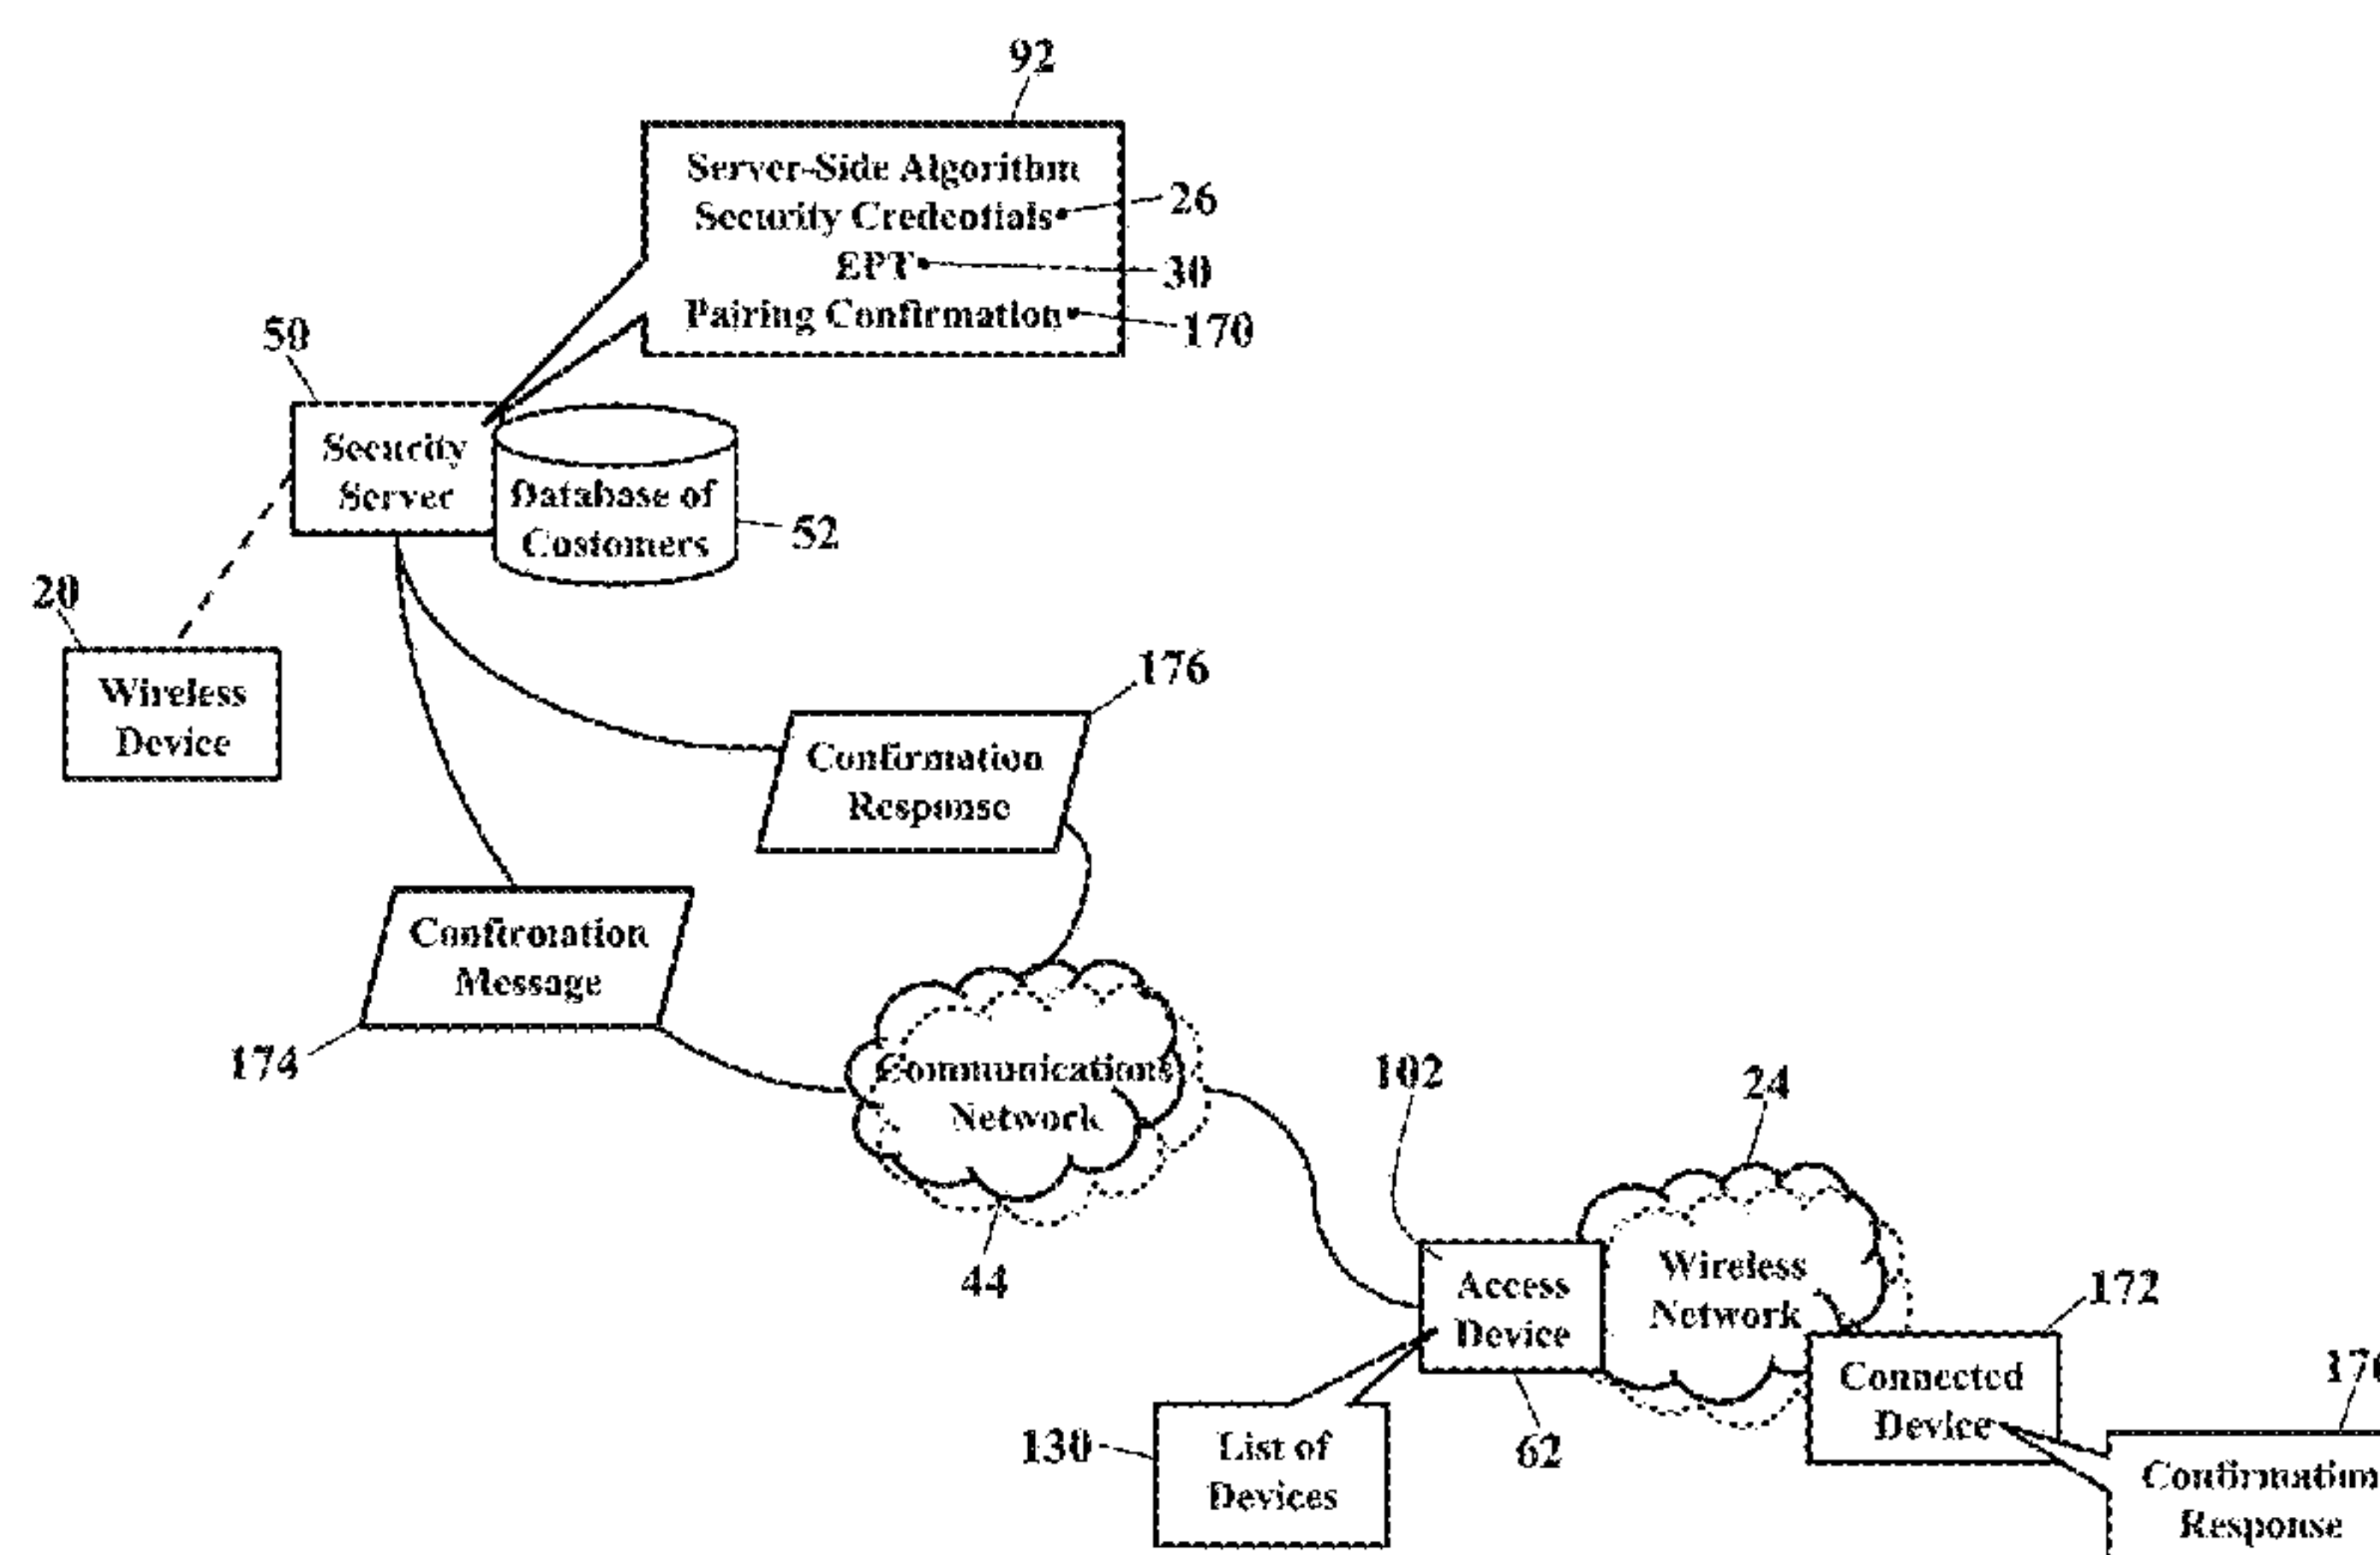 92
Server-Side Algorithm
Security Credentials
26
EPT
30
Pairing Confirmation
170
50
Security
Server
Database of
Customers
52
20
Wireless
Device
176
Confirmation
Response
Confirmation
Message
174
Communications
Network
44
102
24
Access
Device
Wireless
Network
172
Connected
Device
62
130
List of
Devices
Confirmation
Response